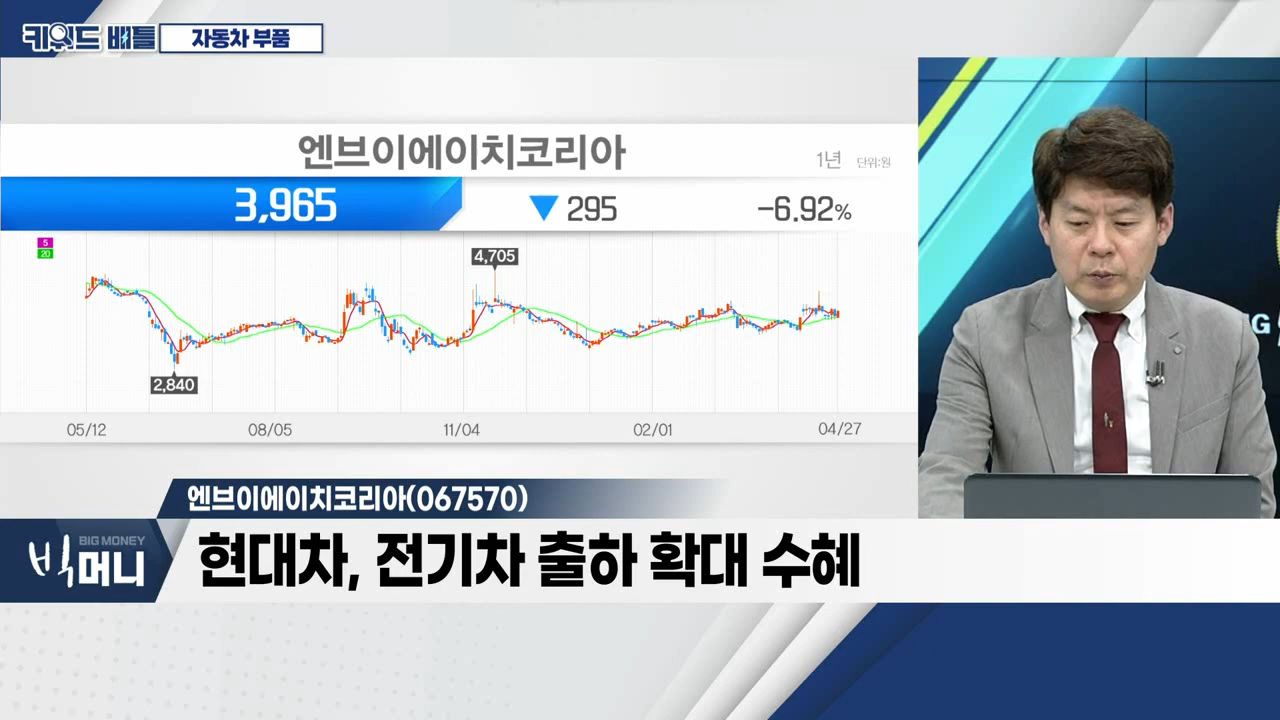 키워드 배틀 자동차 부품
엔브이에이치코리아
1년 단위:원
3,965 ▼ 295 -6.92%
5
20
4,705
2,840
05/12 08/05 11/04 02/01 04/27
엔브이에이치코리아(067570)
BIG MONEY
빅머니
현대차, 전기차 출하 확대 수혜